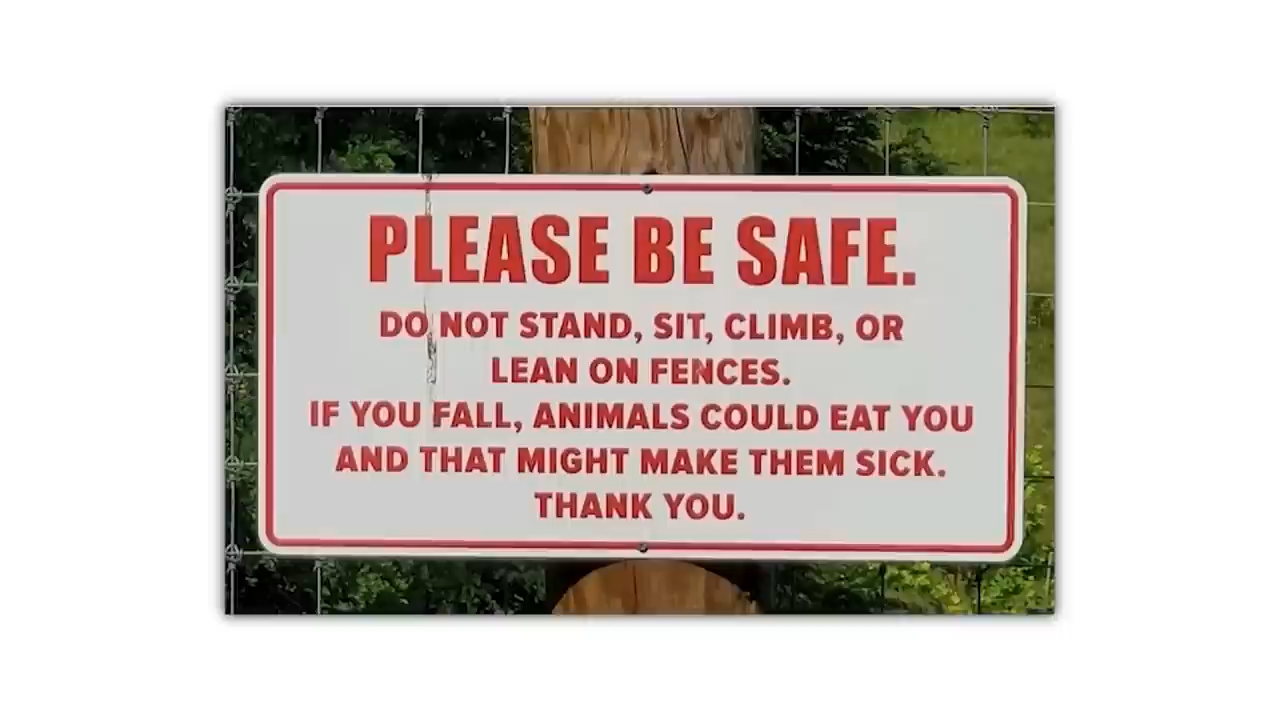 PLEASE BE SAFE.
DO NOT STAND, SIT, CLIMB, OR
LEAN ON FENCES.
IF YOU FALL, ANIMALS COULD EAT YOU
AND THAT MIGHT MAKE THEM SICK.
THANK YOU.